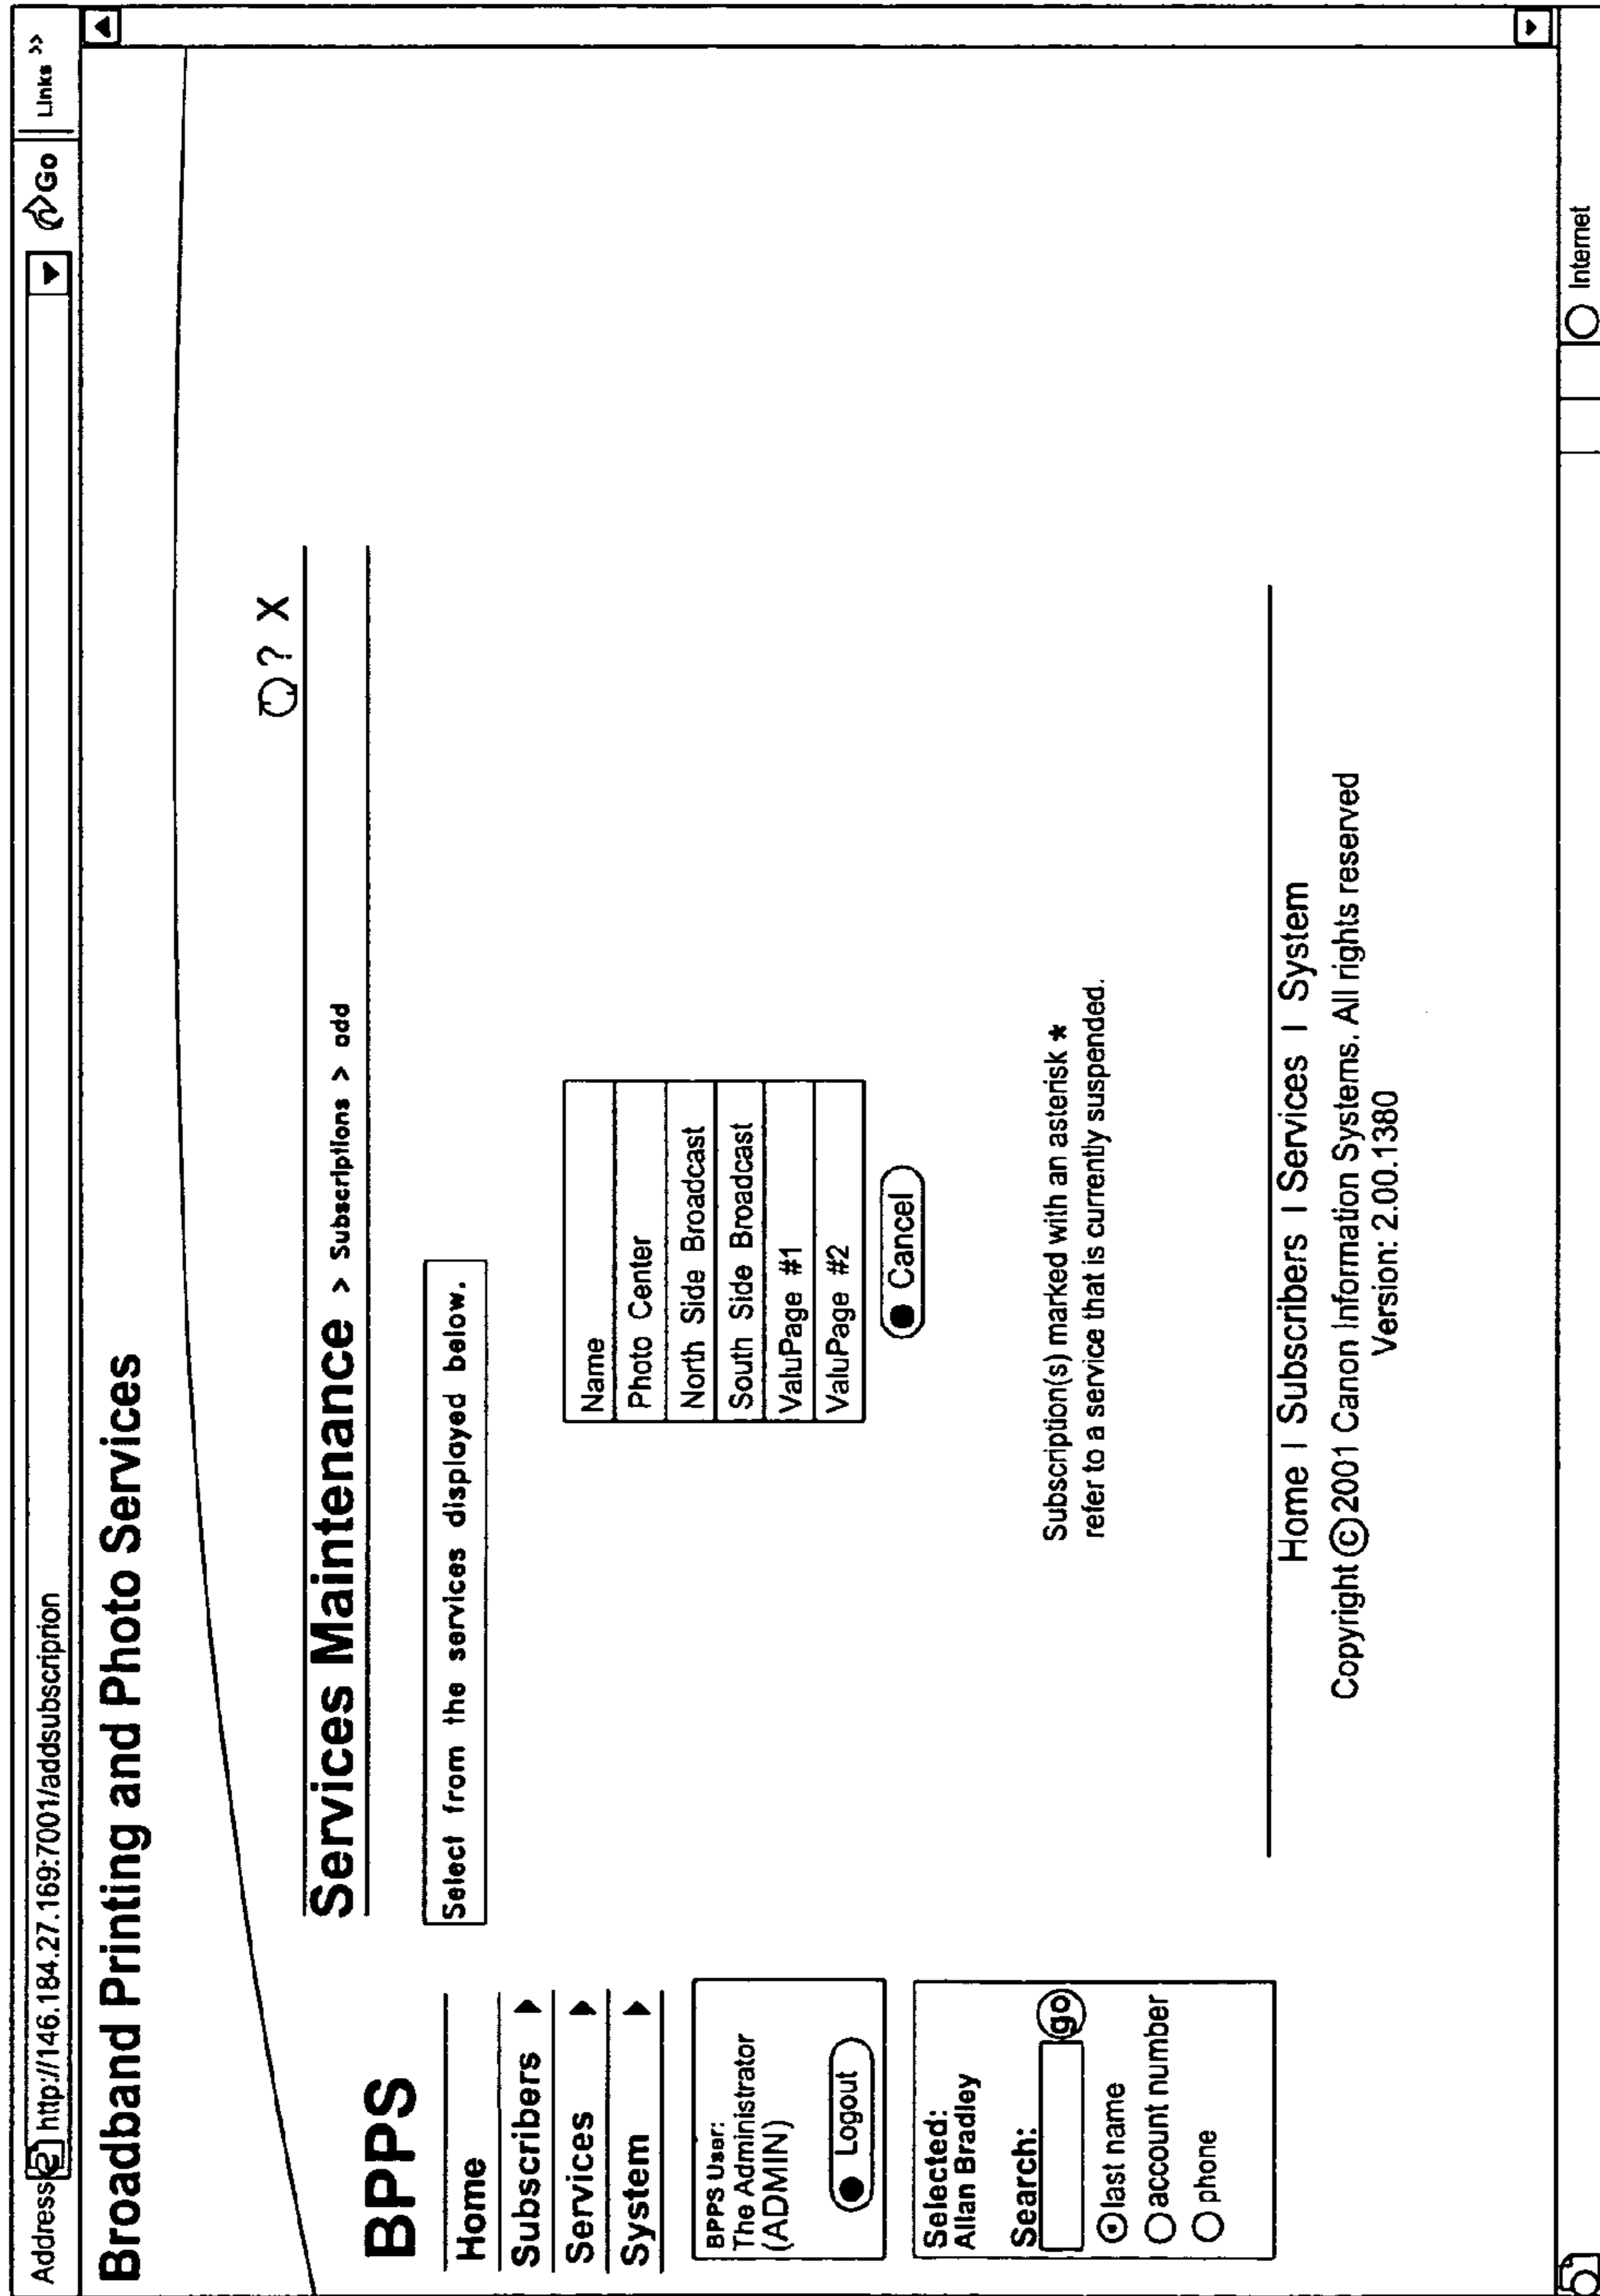 Address http://146.184.27.169:7001/addsubscriprion Go Links >>
Broadband Printing and Photo Services
? X
BPPS
Home
Subscribers
Services
System
BPPS User:
The Administrator
(ADMIN)
Logout
Selected:
Allan Bradley
Search:
go
last name
account number
phone
Services Maintenance > Subscriptions > add
Select from the services displayed below.
Name
Photo Center
North Side Broadcast
South Side Broadcast
ValuPage #1
ValuPage #2
Cancel
Subscription(s) marked with an asterisk *
refer to a service that is currently suspended.
Home | Subscribers | Services | System
Copyright © 2001 Canon Information Systems. All rights reserved
Version: 2.00.1380
Internet